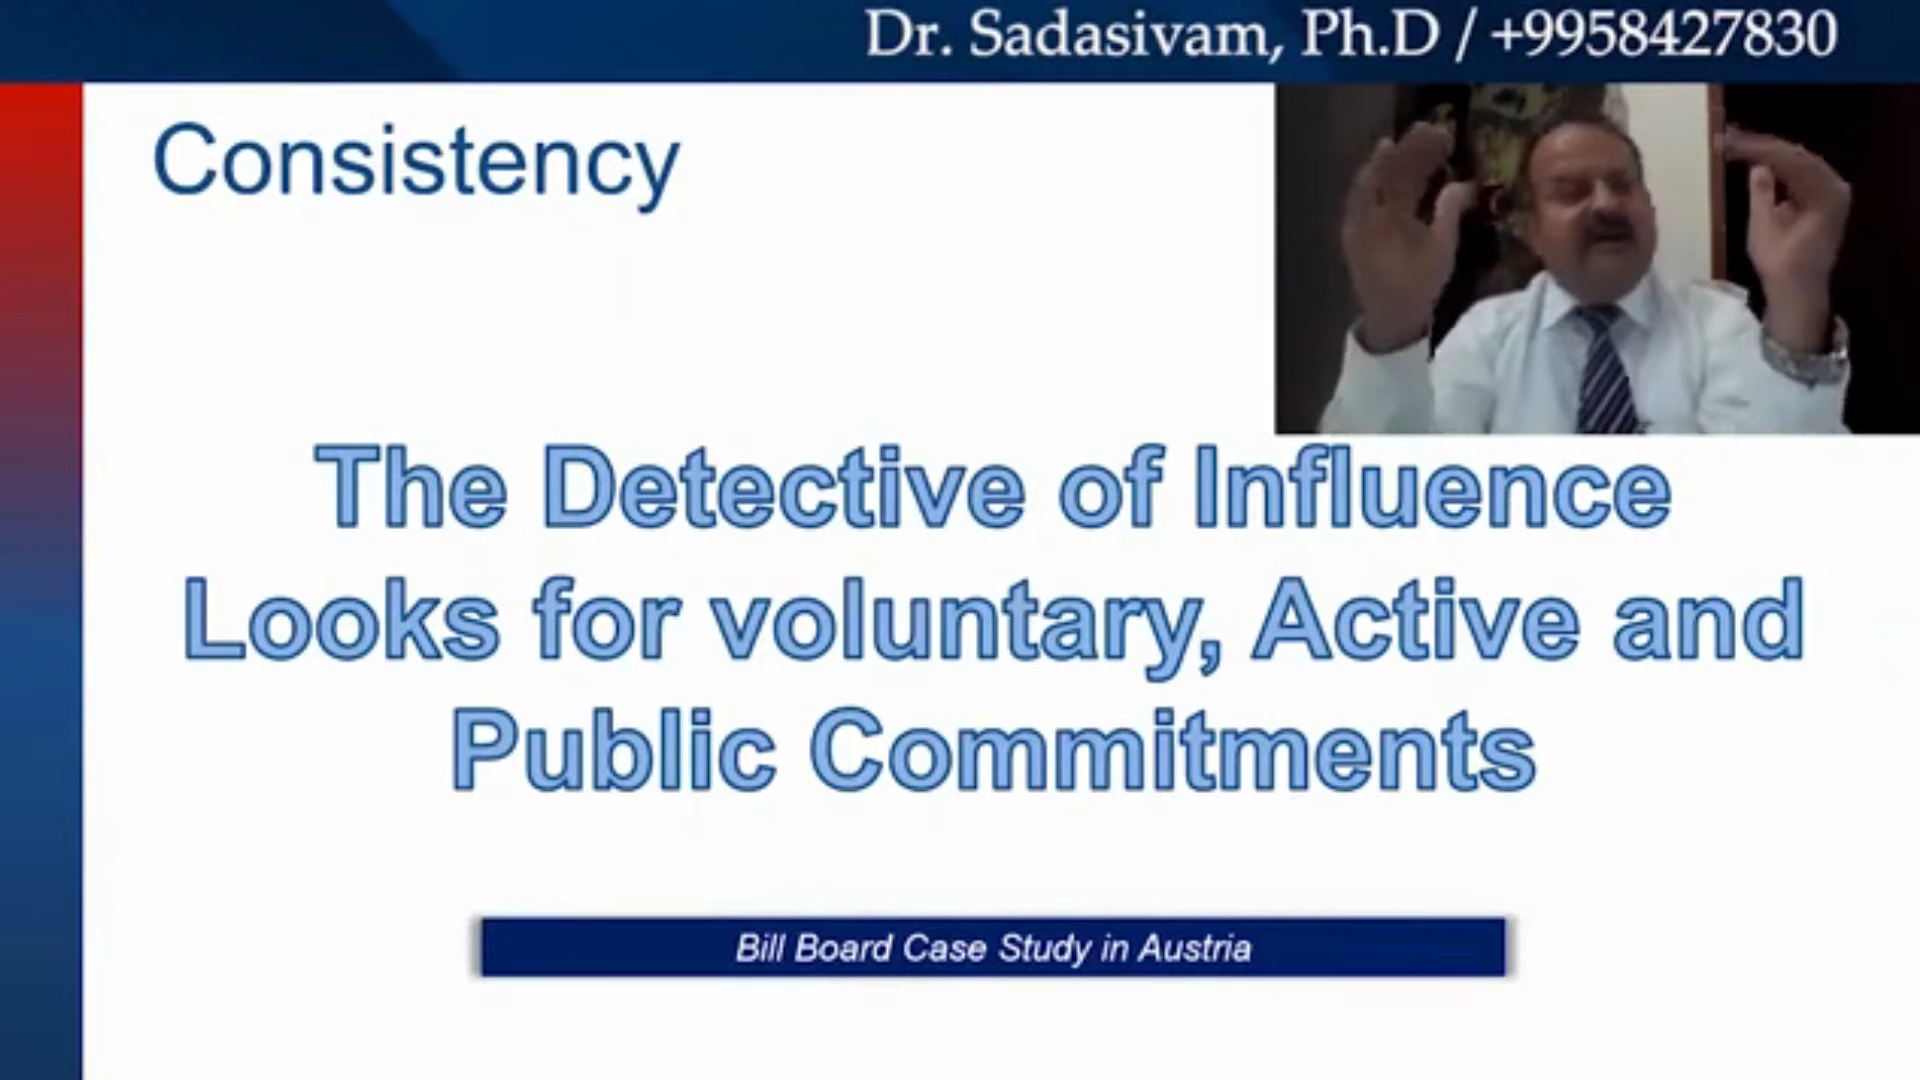 Dr. Sadasivam, Ph.D / +9958427830
Consistency
The Detective of Influence
Looks for voluntary, Active and
Public Commitments
Bill Board Case Study in Austria